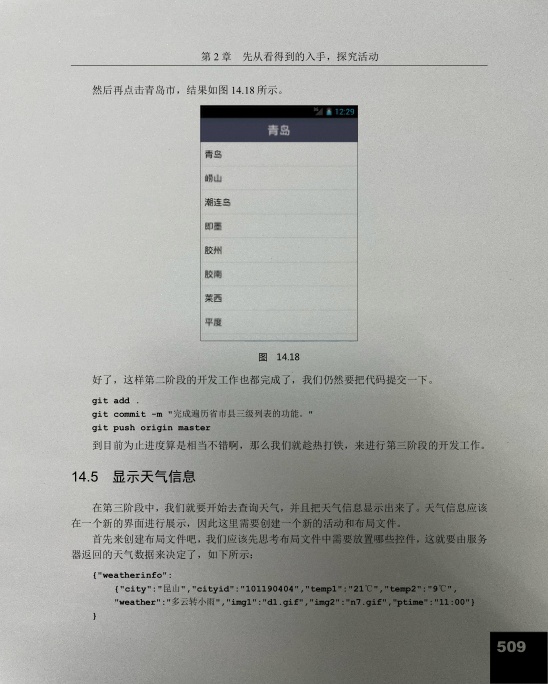 第 2 章 先从看得到的入手，探究活动
然后再点击青岛市，结果如图 14.18 所示。
12:29
青岛
青岛
崂山
潮连岛
即墨
胶州
胶南
莱西
平度
图 14.18
好了，这样第二阶段的开发工作也都完成了，我们仍然要把代码提交一下。
git add .
git commit -m "完成遍历省市县三级列表的功能。"
git push origin master
到目前为止进度算是相当不错啊，那么我们就趁热打铁，来进行第三阶段的开发工作。
14.5 显示天气信息
在第三阶段中，我们就要开始去查询天气，并且把天气信息显示出来了。天气信息应该
在一个新的界面进行展示，因此这里需要创建一个新的活动和布局文件。
首先来创建布局文件吧，我们应该先思考布局文件中需要放置哪些控件，这就要由服务
器返回的天气数据来决定了，如下所示：
{"weatherinfo":
{"city":"昆山","cityid":"101190404","temp1":"21℃","temp2":"9℃",
"weather":"多云转小雨","img1":"d1.gif","img2":"n7.gif","ptime":"11:00"}
}
509